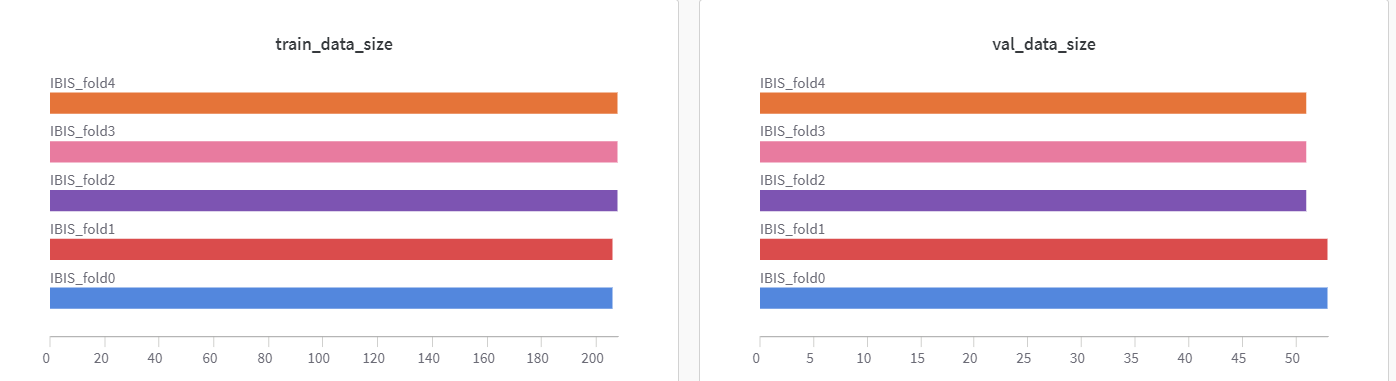 train_data_size
IBIS_fold4
IBIS_fold3
IBIS_fold2
IBIS_fold1
IBIS_fold0
0 20 40 60 80 100 120 140 160 180 200
val_data_size
IBIS_fold4
IBIS_fold3
IBIS_fold2
IBIS_fold1
IBIS_fold0
0 5 10 15 20 25 30 35 40 45 50